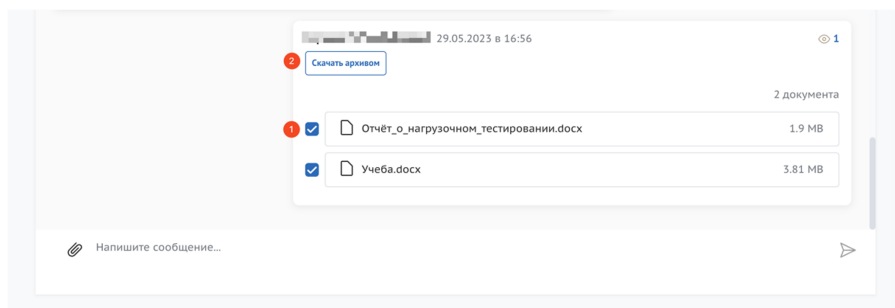 29.05.2023 в 16:56
1
2
Скачать архивом
2 документа
1
Отчёт_о_нагрузочном_тестировании.docx
1.9 MB
Учеба.docx
3.81 MB
Напишите сообщение...